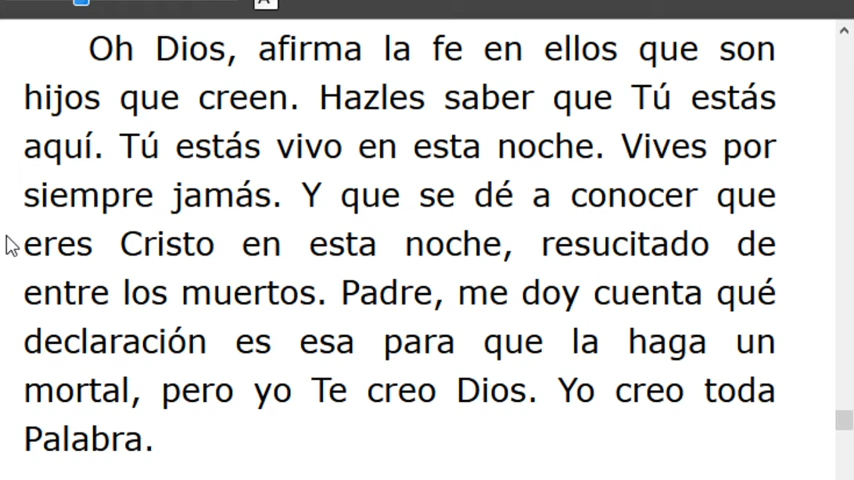 Oh Dios, afirma la fe en ellos que son
hijos que creen. Hazles saber que Tú estás
aquí. Tú estás vivo en esta noche. Vives por
siempre jamás. Y que se dé a conocer que
eres Cristo en esta noche, resucitado de
entre los muertos. Padre, me doy cuenta qué
declaración es esa para que la haga un
mortal, pero yo Te creo Dios. Yo creo toda
Palabra.